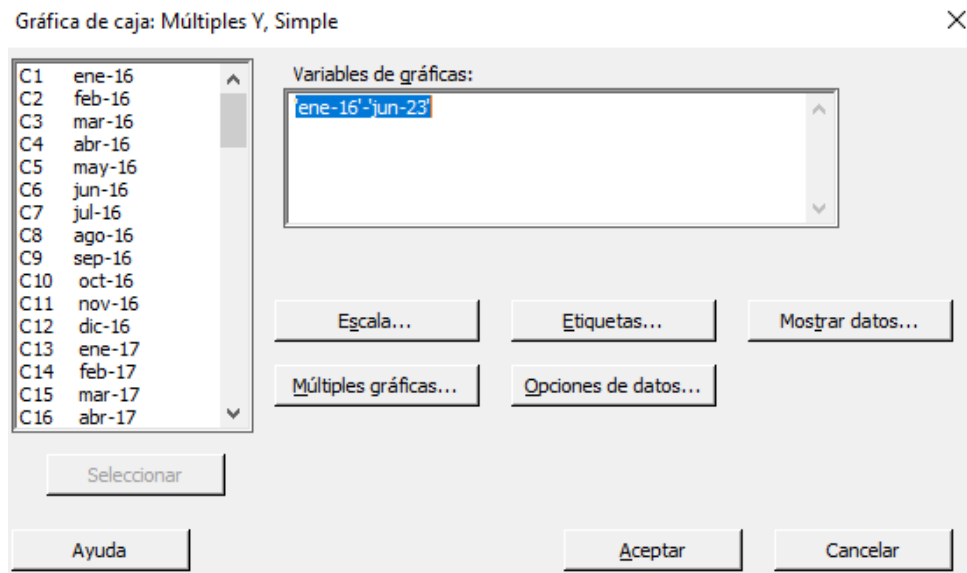 Gráfica de caja: Múltiples Y, Simple
C1 ene-16
C2 feb-16
C3 mar-16
C4 abr-16
C5 may-16
C6 jun-16
C7 jul-16
C8 ago-16
C9 sep-16
C10 oct-16
C11 nov-16
C12 dic-16
C13 ene-17
C14 feb-17
C15 mar-17
C16 abr-17
Variables de gráficas:
'ene-16'-'jun-23'
Escala...
Etiquetas...
Mostrar datos...
Múltiples gráficas...
Opciones de datos...
Seleccionar
Ayuda
Aceptar
Cancelar